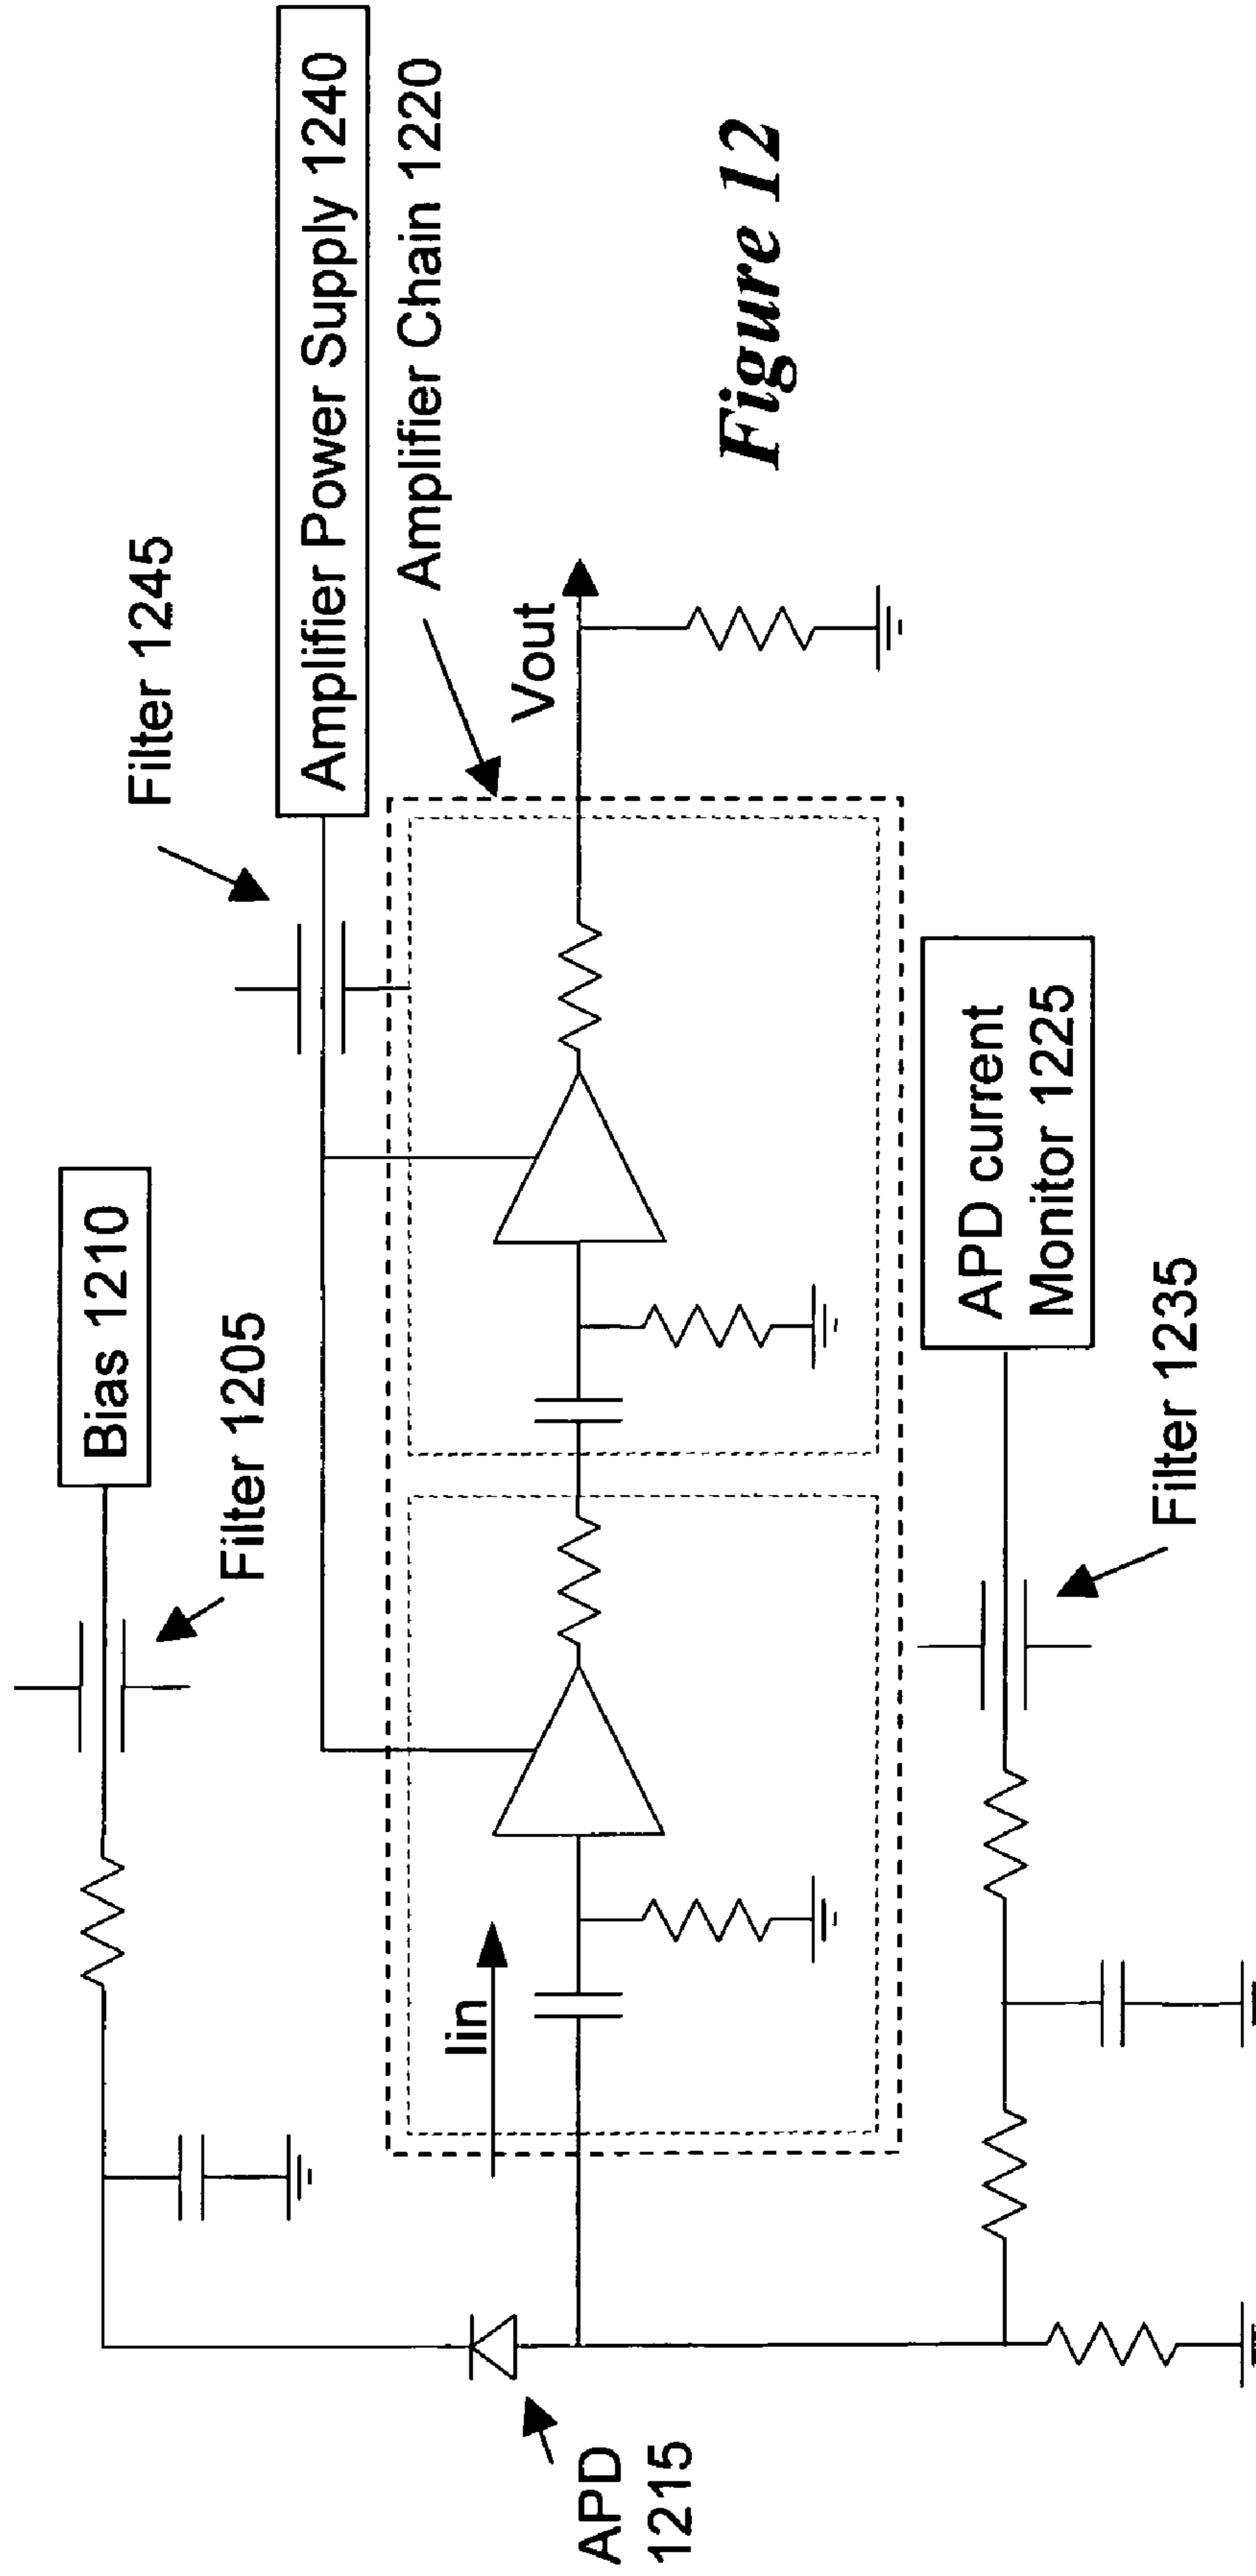 Bias 1210
Filter 1205
Filter 1245
Amplifier Power Supply 1240
Amplifier Chain 1220
Iin
Vout
APD
1215
APD current
Monitor 1225
Filter 1235
Figure 12